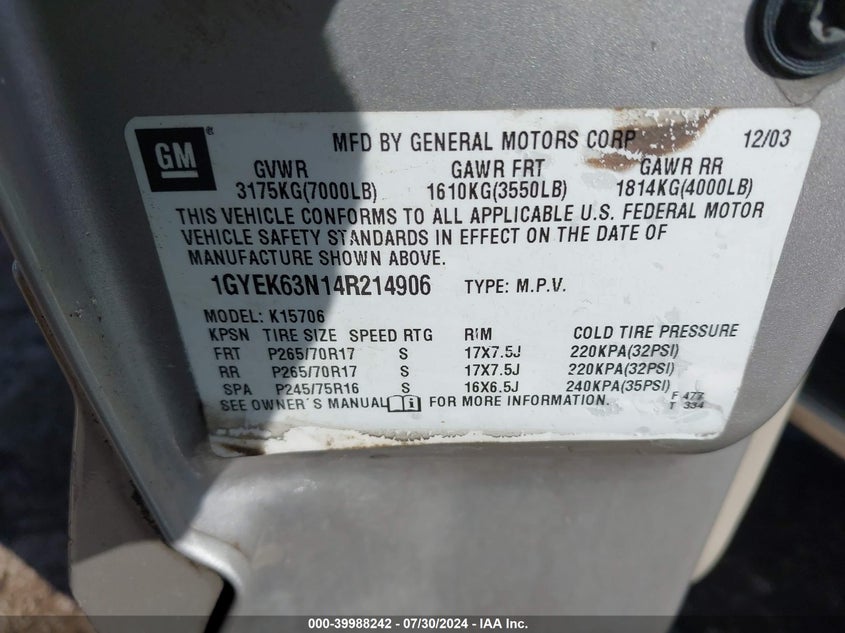 GM ®
MFD BY GENERAL MOTORS CORP 12/03
GVWR GAWR FRT GAWR RR
3175KG(7000LB) 1610KG(3550LB) 1814KG(4000LB)
THIS VEHICLE CONFORMS TO ALL APPLICABLE U.S. FEDERAL MOTOR
VEHICLE SAFETY STANDARDS IN EFFECT ON THE DATE OF
MANUFACTURE SHOWN ABOVE.
1GYEK63N14R214906 TYPE: M.P.V.
MODEL: K15706
KPSN TIRE SIZE SPEED RTG RIM COLD TIRE PRESSURE
FRT P265/70R17 S 17X7.5J 220KPA(32PSI)
RR P265/70R17 S 17X7.5J 220KPA(32PSI)
SPA P245/75R16 S 16X6.5J 240KPA(35PSI)
SEE OWNER'S MANUAL i FOR MORE INFORMATION. F 477
T 334
000-39988242 / 07/30/2024 - IAA Inc.